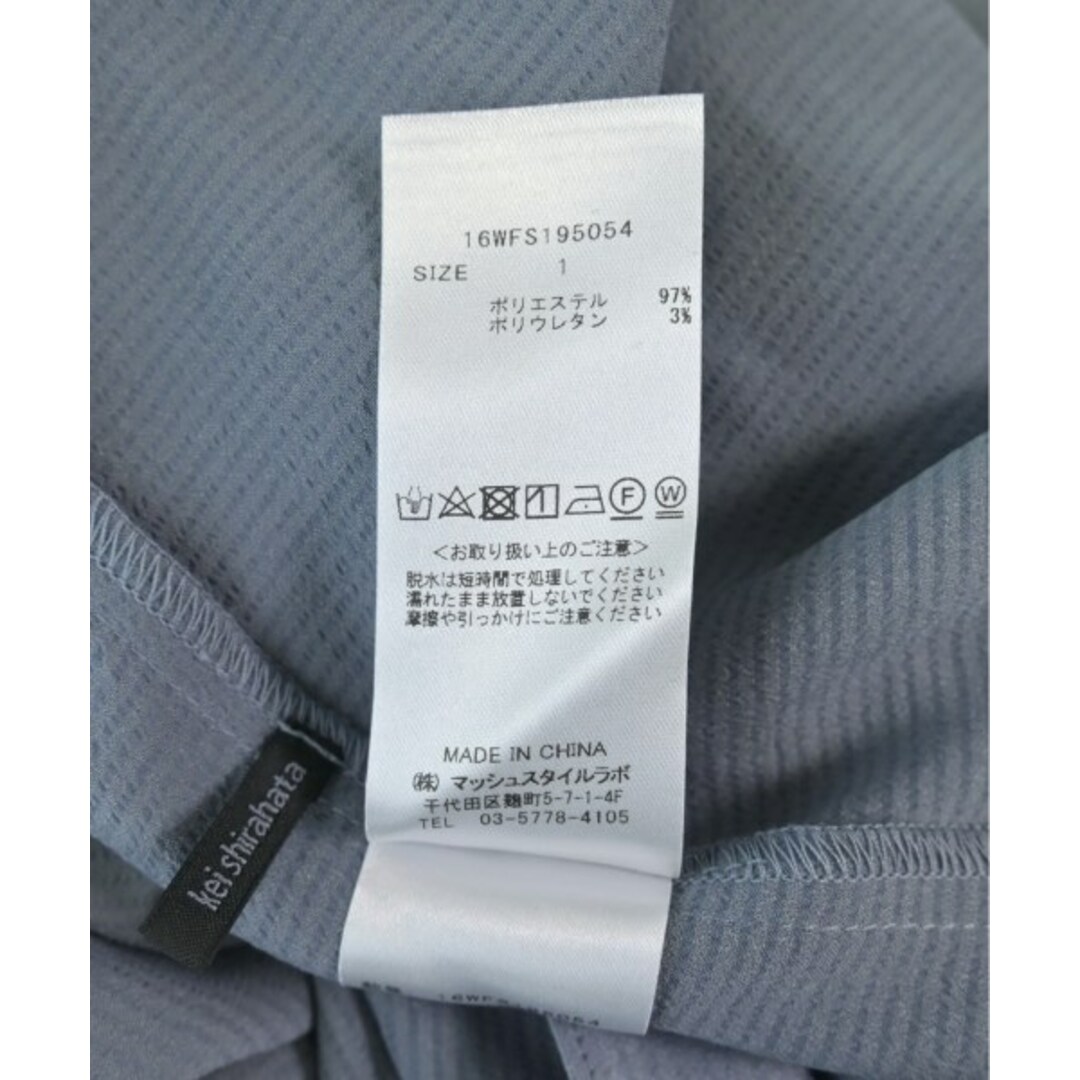 16WFS195054
SIZE 1
ポリエステル 97%
ポリウレタン 3%
F W
<お取り扱い上のご注意>
脱水は短時間で処理してください
濡れたまま放置しないでください
摩擦や引っかけにご注意ください
MADE IN CHINA
㈱ マッシュスタイルラボ
千代田区麹町5-7-1-4F
TEL 03-5778-4105
kei shirahata
16WFS195054